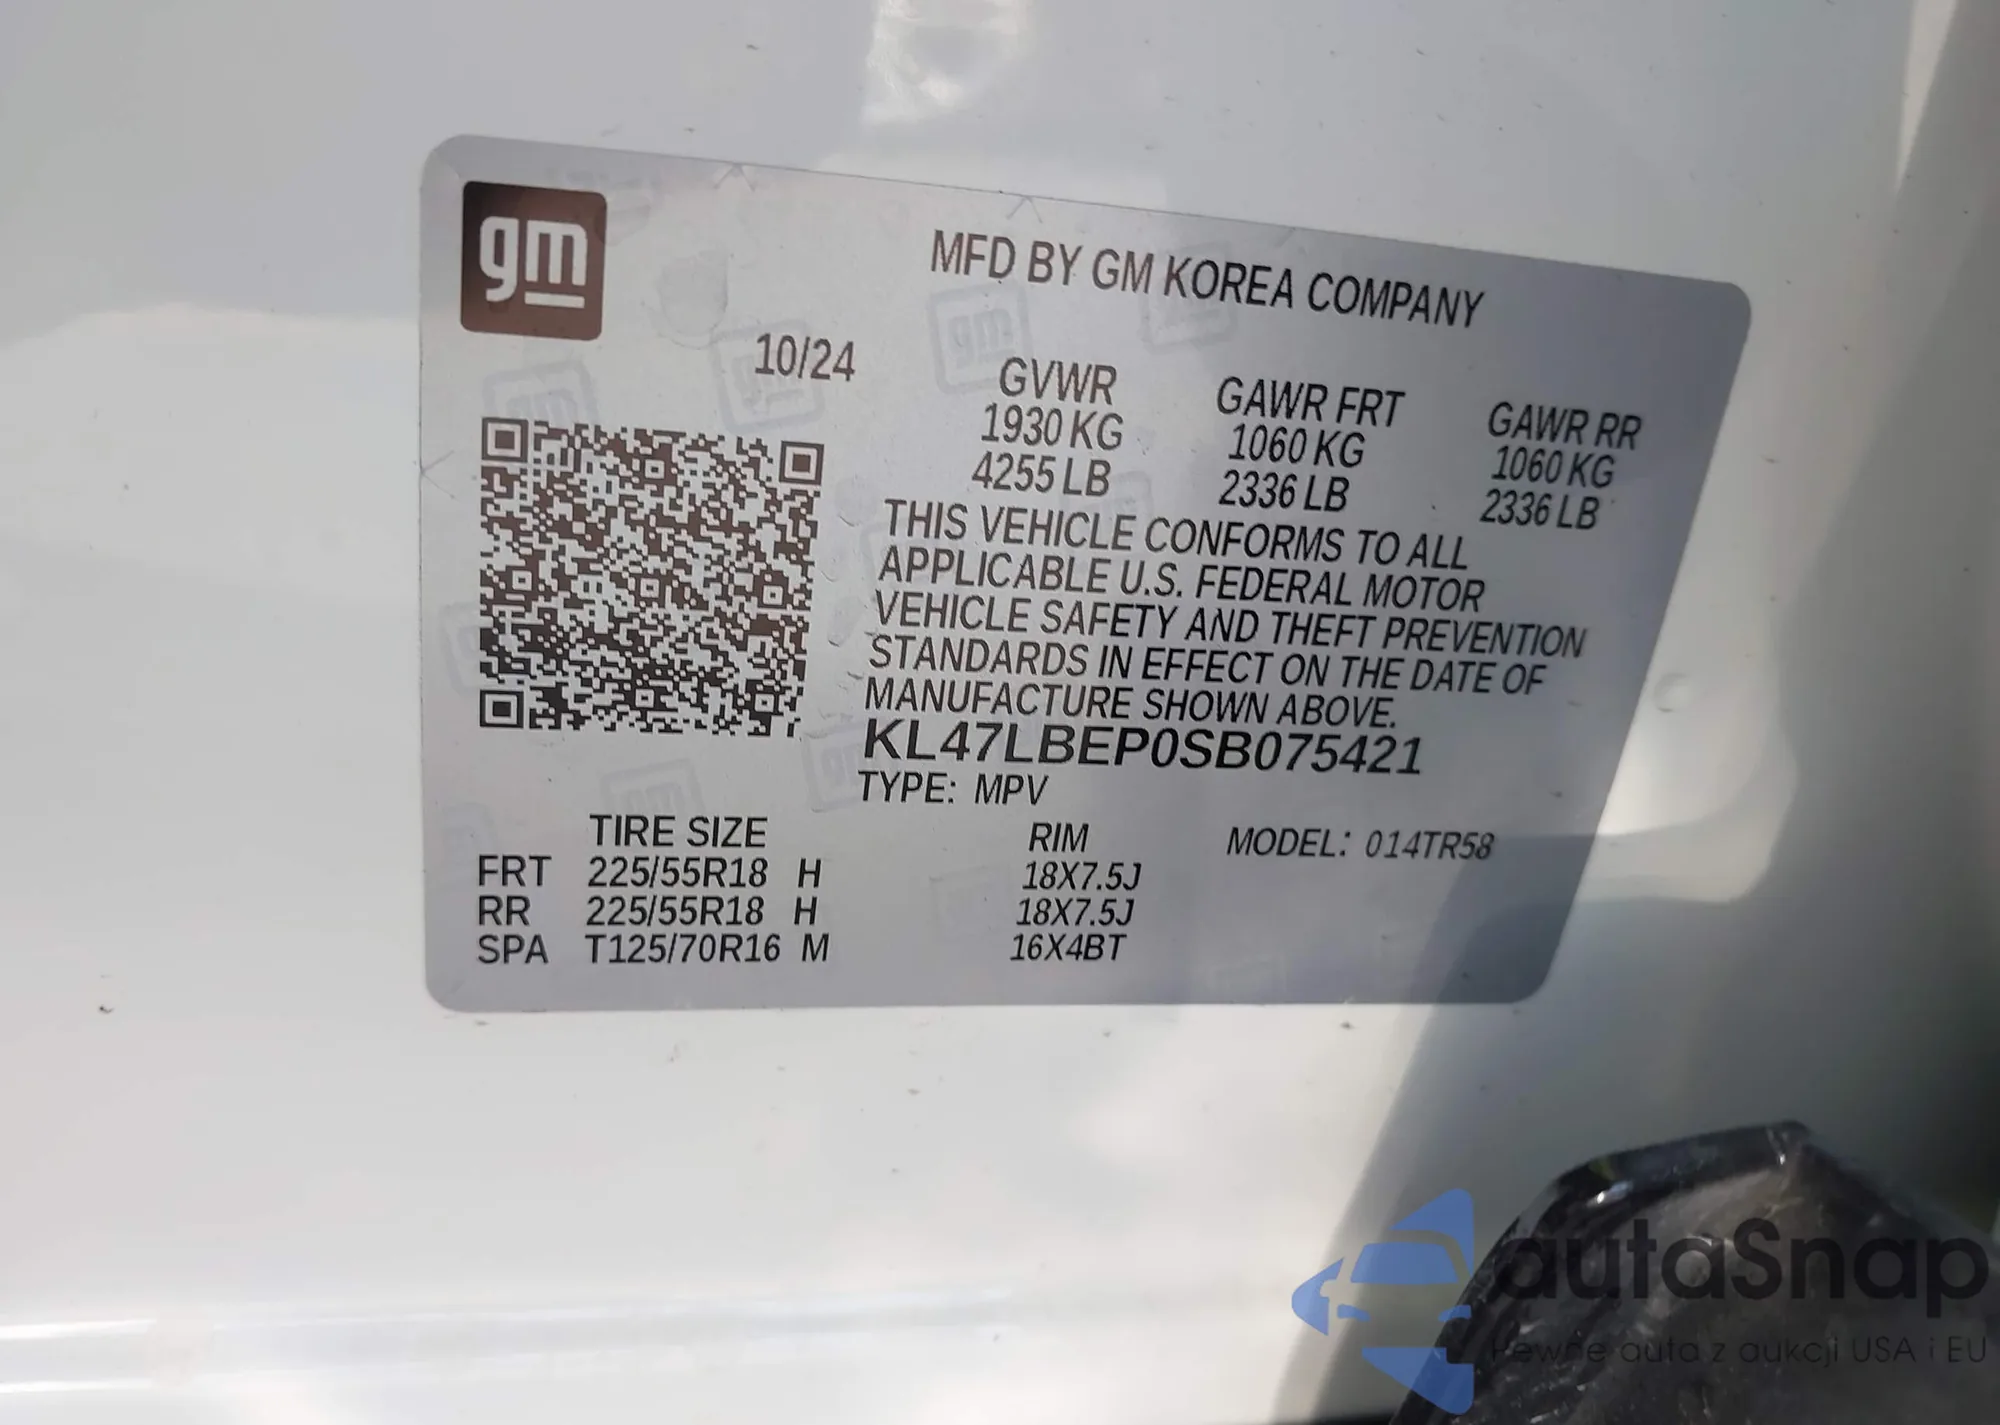 gm
MFD BY GM KOREA COMPANY
10/24
GVWR GAWR FRT GAWR RR
1930 KG 1060 KG 1060 KG
4255 LB 2336 LB 2336 LB
THIS VEHICLE CONFORMS TO ALL
APPLICABLE U.S. FEDERAL MOTOR
VEHICLE SAFETY AND THEFT PREVENTION
STANDARDS IN EFFECT ON THE DATE OF
MANUFACTURE SHOWN ABOVE.
KL47LBEP0SB075421
TYPE: MPV
TIRE SIZE RIM MODEL: 014TR58
FRT 225/55R18 H 18X7.5J
RR 225/55R18 H 18X7.5J
SPA T125/70R16 M 16X4BT
autaSnap
Pewne auta z aukcji USA i EU